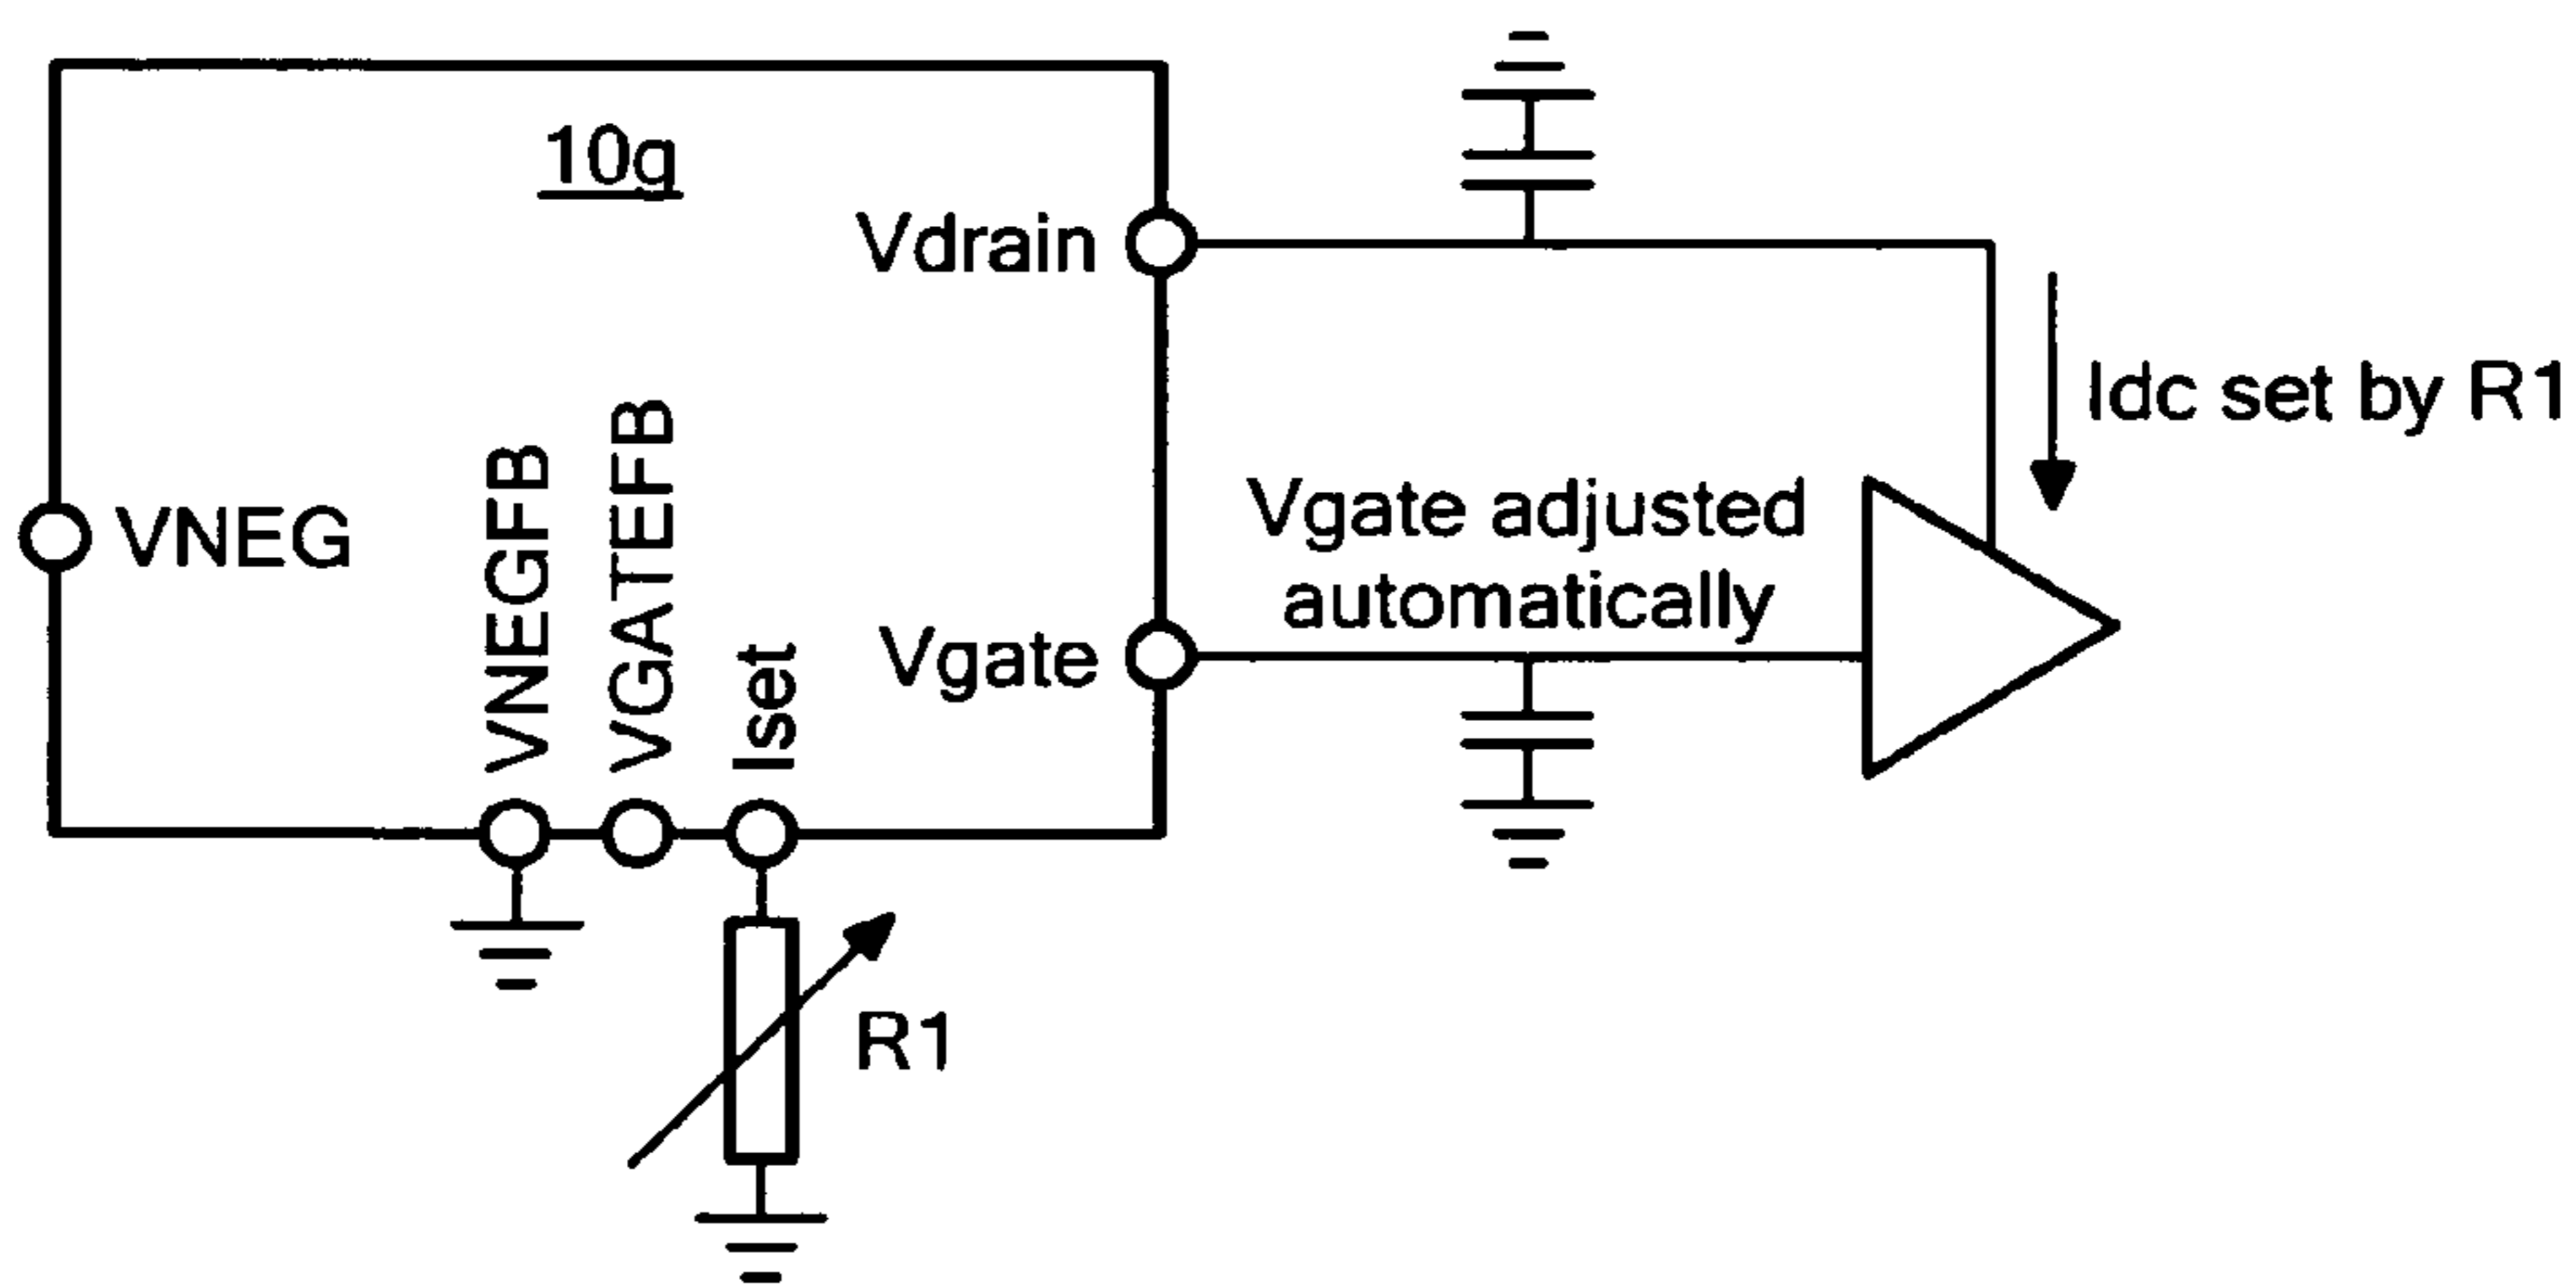 10g
Vdrain
Idc set by R1
VNEG
VNEGFB
VGATEFB
Iset
Vgate
Vgate adjusted
automatically
R1